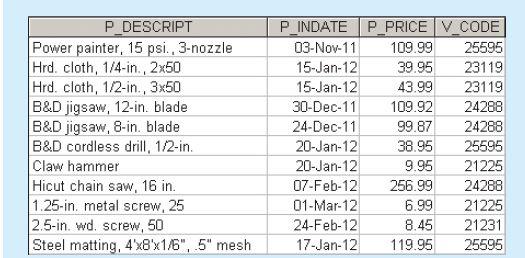 P_DESCRIPT P_INDATE P_PRICE V_CODE
Power painter, 15 psi., 3-nozzle 03-Nov-11 109.99 25595
Hrd. cloth, 1/4-in., 2x50 15-Jan-12 39.95 23119
Hrd. cloth, 1/2-in., 3x50 15-Jan-12 43.99 23119
B&D jigsaw, 12-in. blade 30-Dec-11 109.92 24288
B&D jigsaw, 8-in. blade 24-Dec-11 99.87 24288
B&D cordless drill, 1/2-in. 20-Jan-12 38.95 25595
Claw hammer 20-Jan-12 9.95 21225
Hicut chain saw, 16 in. 07-Feb-12 256.99 24288
1.25-in. metal screw, 25 01-Mar-12 6.99 21225
2.5-in. wd. screw, 50 24-Feb-12 8.45 21231
Steel matting, 4'x8'x1/6", .5" mesh 17-Jan-12 119.95 25595